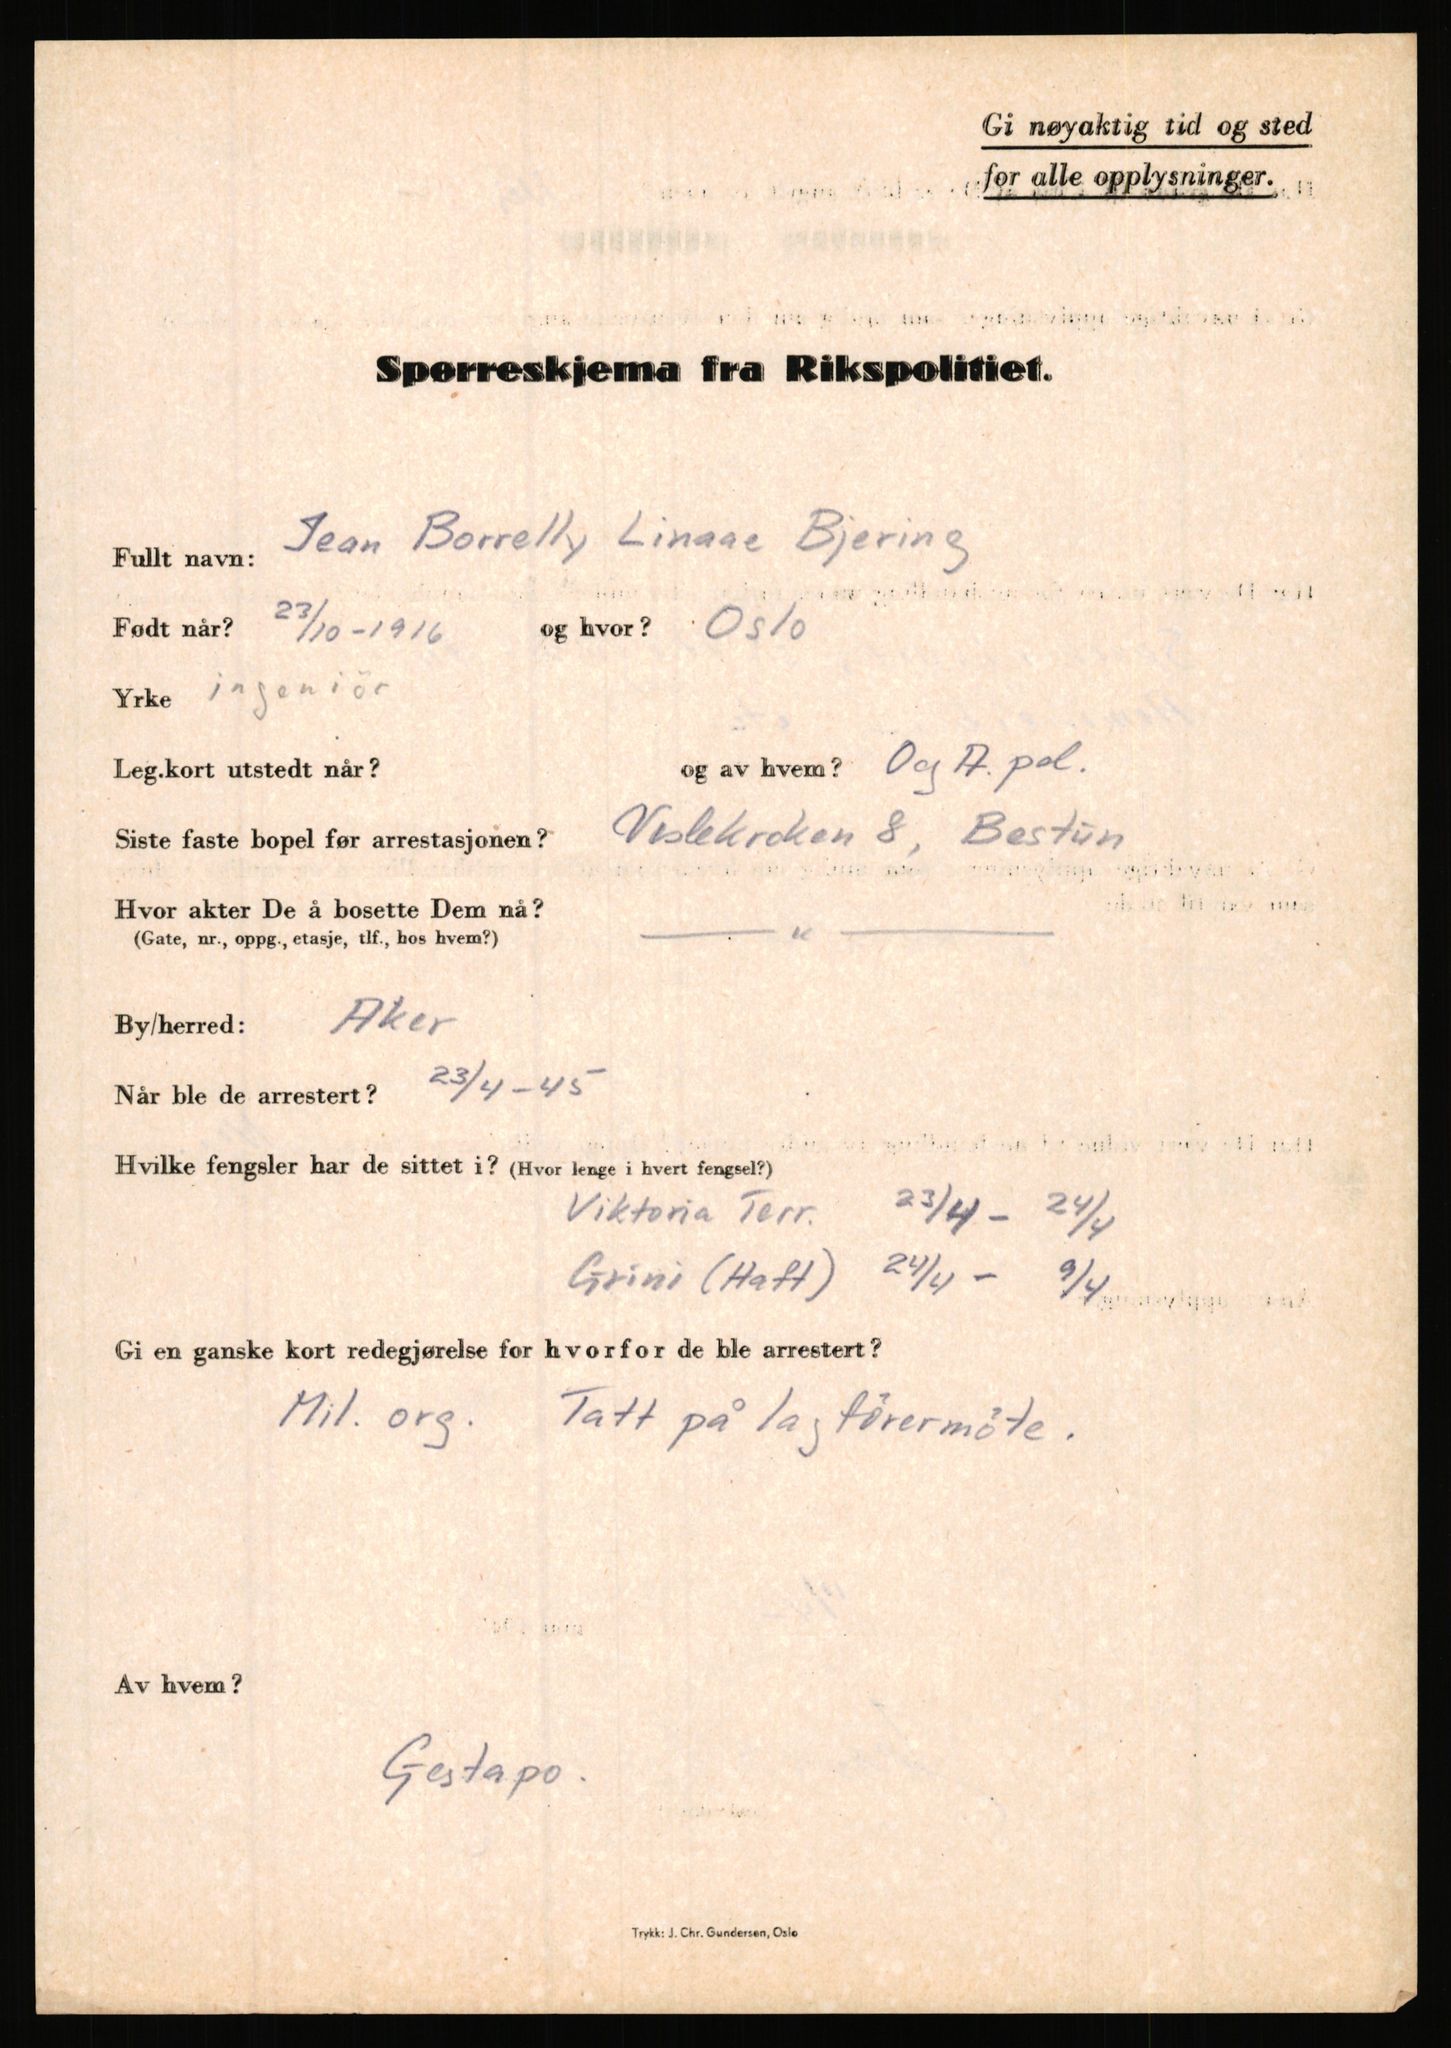 Gi nøyaktig tid og sted
for alle opplysninger.
Spørreskjema fra Rikspolitiet.
Fullt navn: Jean Borrelly Linaae Bjering
Født når? 23/10-1916 og hvor? Oslo
Yrke ingeniör
Leg.kort utstedt når? og av hvem? O og A. pol.
Siste faste bopel før arrestasjonen? Veslekroken 8, Bestun
Hvor akter De å bosette Dem nå?
(Gate, nr., oppg., etasje, tlf., hos hvem?) — " —
By/herred: Aker
Når ble de arrestert? 23/4-45
Hvilke fengsler har de sittet i? (Hvor lenge i hvert fengsel?)
Viktoria Terr. 23/4 - 24/4
Grini (Haft) 24/4 - 9/4
Gi en ganske kort redegjørelse for hvorfor de ble arrestert?
Mil. org. Tatt på lagförermöte.
Av hvem?
Gestapo.
Trykk: J. Chr. Gundersen, Oslo